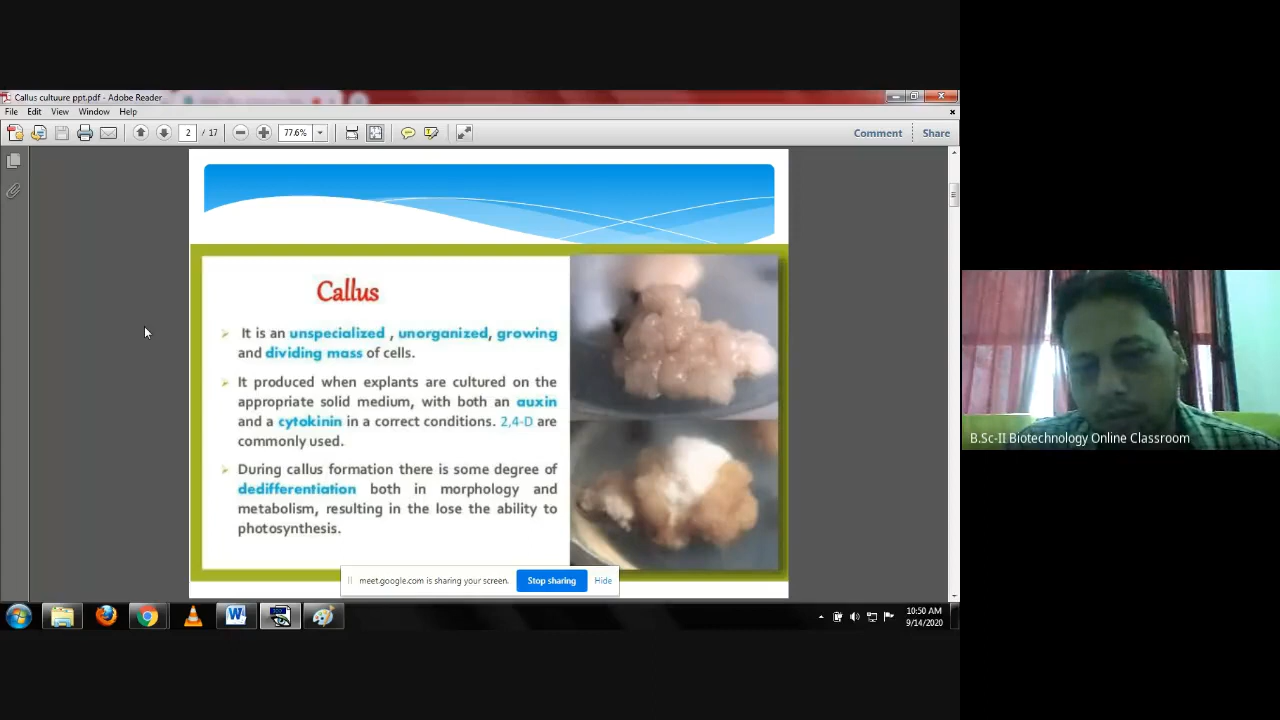 Callus cultuure ppt.pdf - Adobe Reader
File Edit View Window Help
2 / 17 77.6% Comment Share
Callus
It is an unspecialized , unorganized, growing
and dividing mass of cells.
It produced when explants are cultured on the
appropriate solid medium, with both an auxin
and a cytokinin in a correct conditions. 2,4-D are
commonly used.
During callus formation there is some degree of
dedifferentiation both in morphology and
metabolism, resulting in the lose the ability to
photosynthesis.
meet.google.com is sharing your screen. Stop sharing Hide
10:50 AM
9/14/2020
B.Sc-II Biotechnology Online Classroom